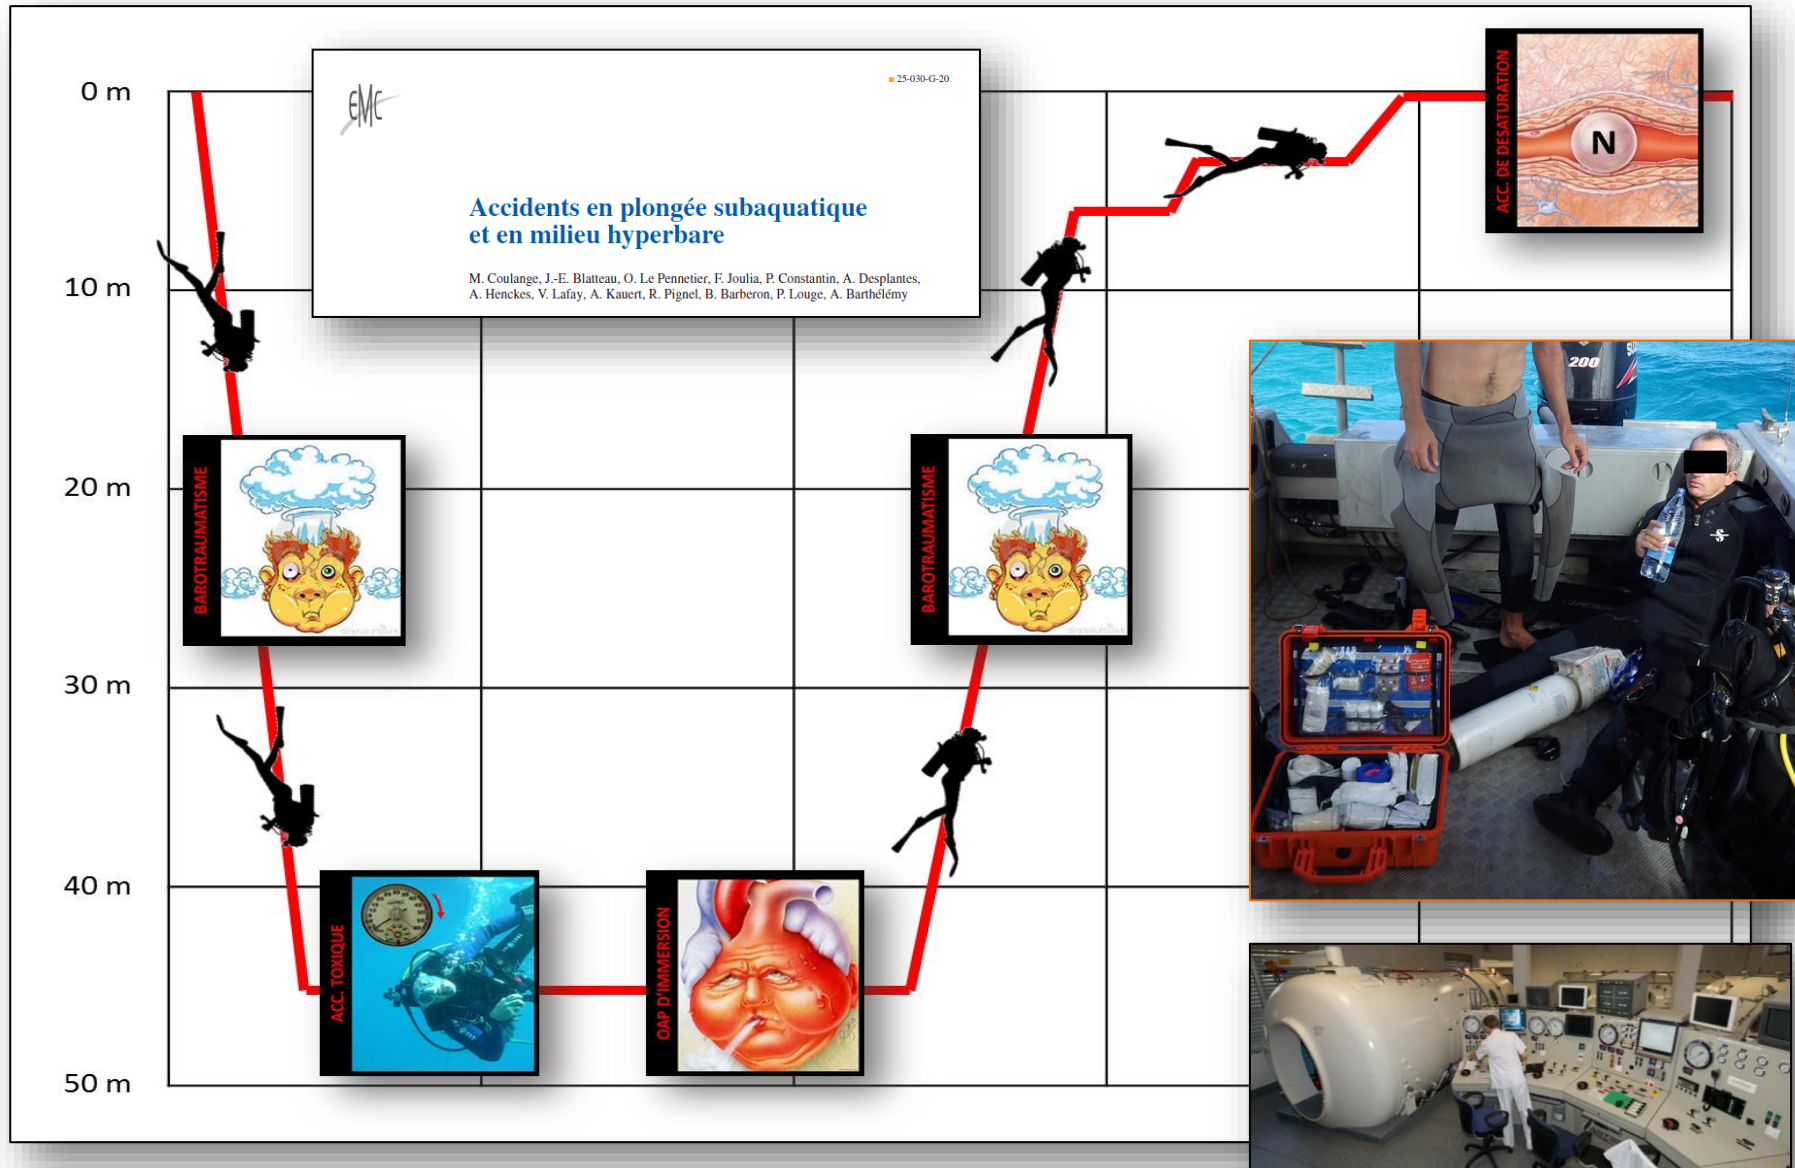 0 m
10 m
20 m
30 m
40 m
50 m
EMC
25-030-G-20
Accidents en plongée subaquatique
et en milieu hyperbare
M. Coulange, J.-E. Blatteau, O. Le Pennetier, F. Joulia, P. Constantin, A. Desplantes,
A. Henckes, V. Lafay, A. Kauert, R. Pignel, B. Barberon, P. Louge, A. Barthélémy
ACC. DE DESATURATION
N
BAROTRAUMATISME
BAROTRAUMATISME
ACC. TOXIQUE
OAP D'IMMERSION
200